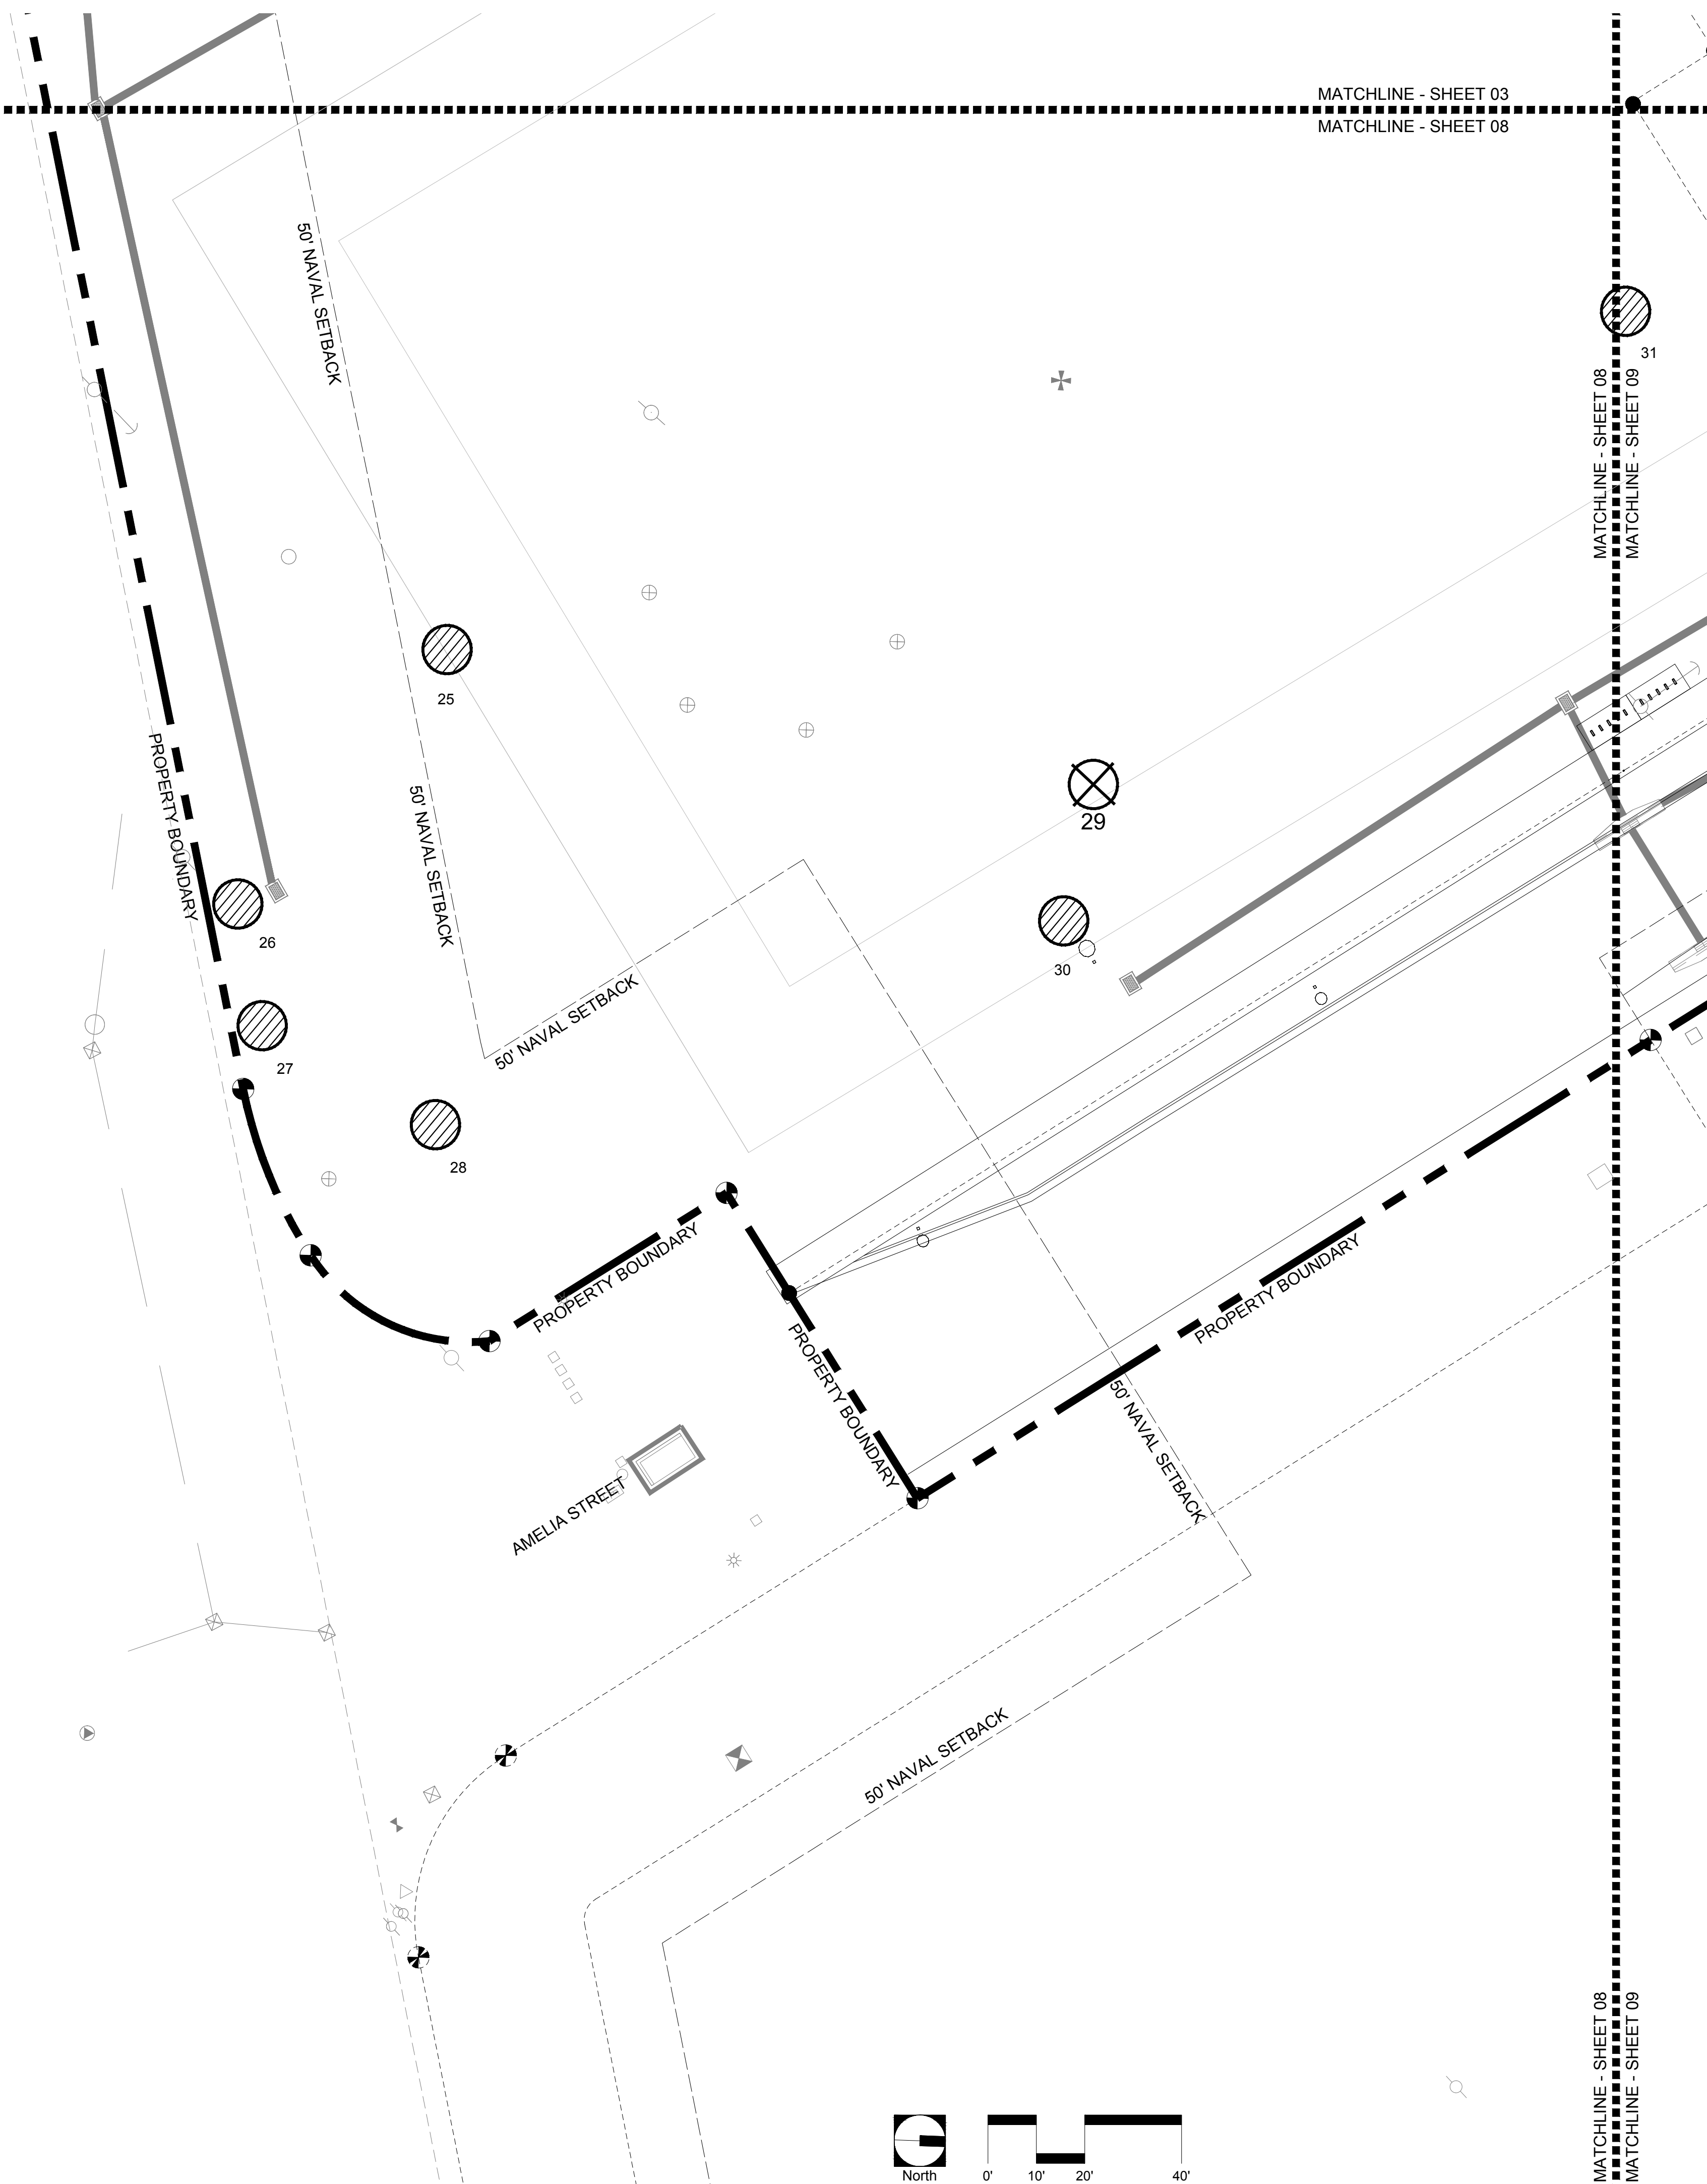 MATCHLINE - SHEET 03
MATCHLINE - SHEET 08
50' NAVAL SETBACK
31
MATCHLINE - SHEET 08
MATCHLINE - SHEET 09
25
PROPERTY BOUNDARY
50' NAVAL SETBACK
29
26
30
50' NAVAL SETBACK
27
28
PROPERTY BOUNDARY
PROPERTY BOUNDARY
PROPERTY BOUNDARY
50' NAVAL SETBACK
AMELIA STREET
50' NAVAL SETBACK
MATCHLINE - SHEET 08
MATCHLINE - SHEET 09
North
0' 10' 20' 40'